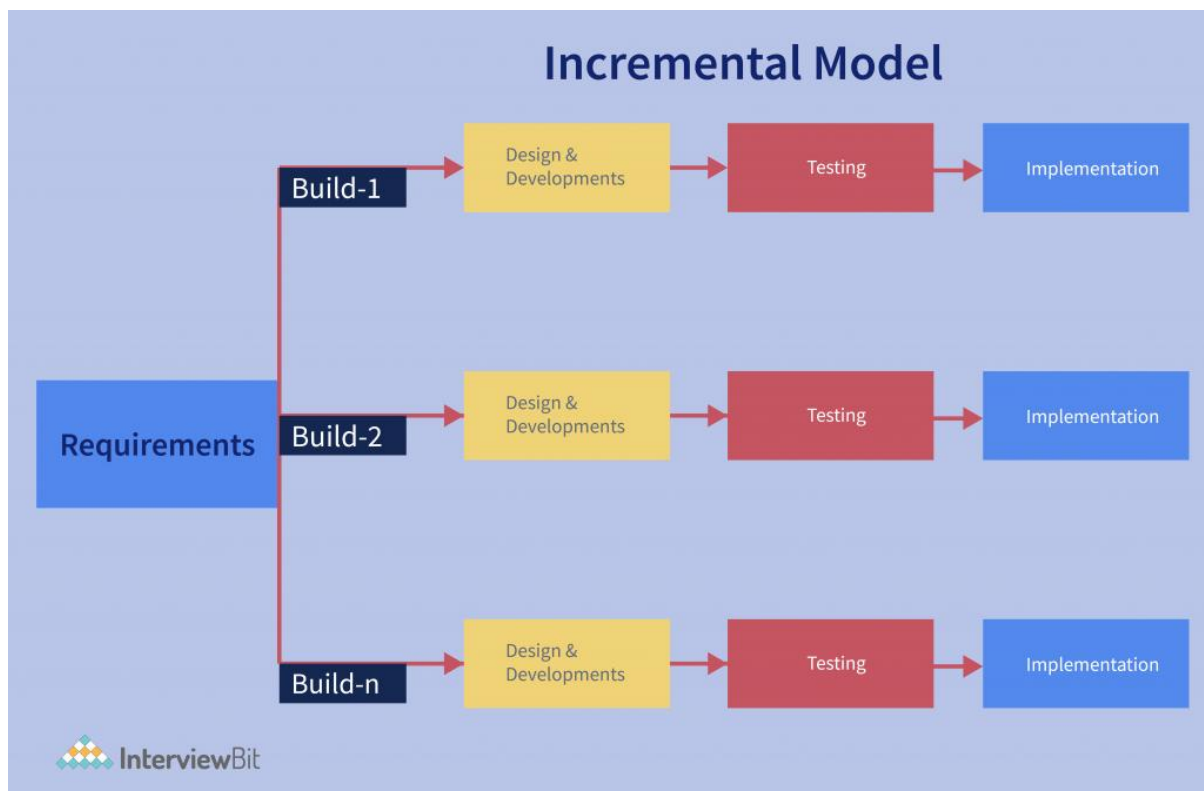 Incremental Model
Build-1
Design &
Developments
Testing
Implementation
Requirements
Build-2
Design &
Developments
Testing
Implementation
Build-n
Design &
Developments
Testing
Implementation
InterviewBit